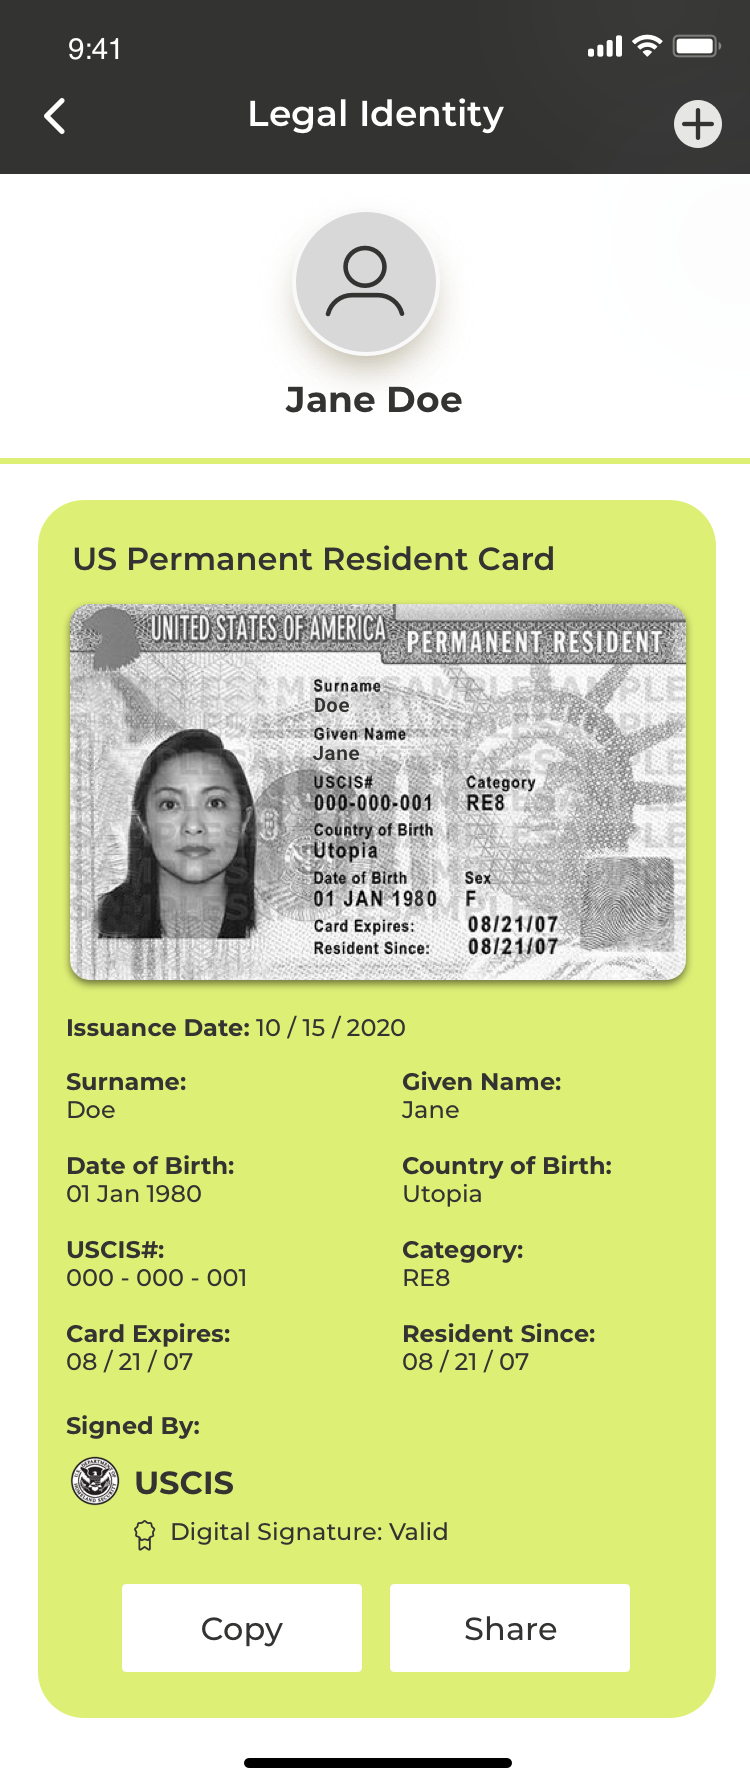 9:41
Legal Identity
Jane Doe
US Permanent Resident Card
UNITED STATES OF AMERICA
PERMANENT RESIDENT
Surname
Doe
Given Name
Jane
USCIS# Category
000-000-001 RE8
Country of Birth
Utopia
Date of Birth Sex
01 JAN 1980 F
Card Expires: 08/21/07
Resident Since: 08/21/07
Issuance Date: 10 / 15 / 2020
Surname: Given Name:
Doe Jane
Date of Birth: Country of Birth:
01 Jan 1980 Utopia
USCIS#: Category:
000 - 000 - 001 RE8
Card Expires: Resident Since:
08 / 21 / 07 08 / 21 / 07
Signed By:
USCIS
Digital Signature: Valid
Copy Share